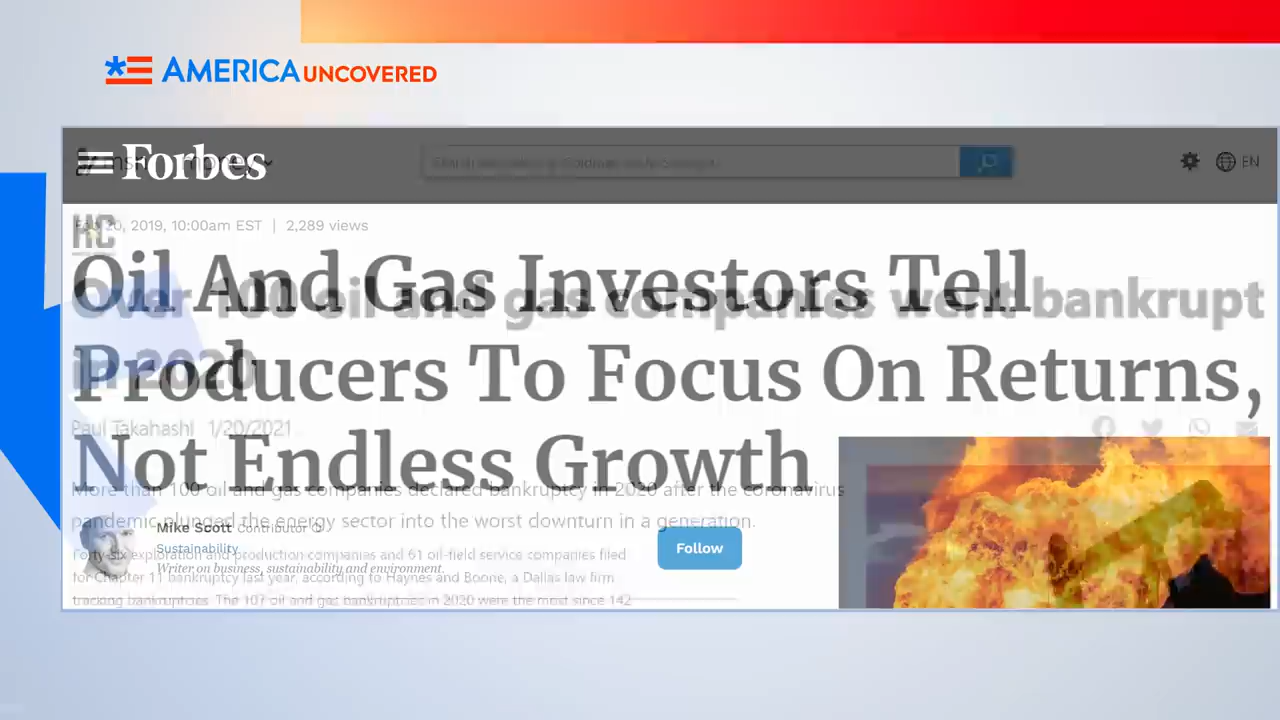 AMERICA UNCOVERED
Forbes
EN
HC
20, 2019, 10:00am EST | 2,289 views
Oil And Gas Investors Tell
Over 100 oil and gas companies went bankrupt
Producers To Focus On Returns,
in 2020
Paul Takahashi 1/20/2021
Not Endless Growth
More than 100 oil and gas companies declared bankruptcy in 2020 after the coronavirus
pandemic plunged the energy sector into the worst downturn in a generation.
Mike Scott Contributor
Follow
Sustainability
Forty-six exploration and production companies and 61 oil-field service companies filed
Writer on business, sustainability and environment.
for Chapter 11 bankruptcy last year, according to Haynes and Boone, a Dallas law firm
tracking bankruptcies. The 107 oil and gas bankruptcies in 2020 were the most since 142